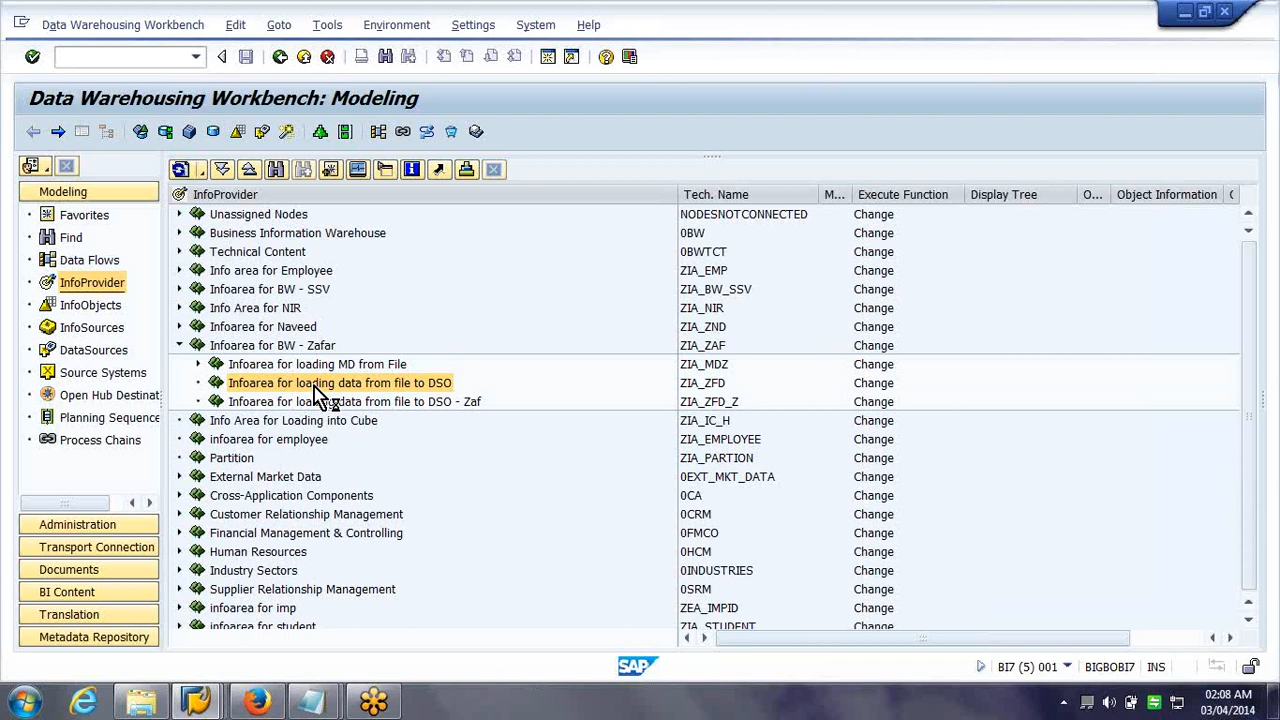 Data Warehousing Workbench Edit Goto Tools Environment Settings System Help
Data Warehousing Workbench: Modeling
Modeling
Favorites
Find
Data Flows
InfoProvider
InfoObjects
InfoSources
DataSources
Source Systems
Open Hub Destinat
Planning Sequence
Process Chains
Administration
Transport Connection
Documents
BI Content
Translation
Metadata Repository
InfoProvider Tech. Name M... Execute Function Display Tree O... Object Information
Unassigned Nodes NODESNOTCONNECTED Change
Business Information Warehouse 0BW Change
Technical Content 0BWTCT Change
Info area for Employee ZIA_EMP Change
Infoarea for BW - SSV ZIA_BW_SSV Change
Info Area for NIR ZIA_NIR Change
Infoarea for Naveed ZIA_ZND Change
Infoarea for BW - Zafar ZIA_ZAF Change
Infoarea for loading MD from File ZIA_MDZ Change
Infoarea for loading data from file to DSO ZIA_ZFD Change
Infoarea for loading data from file to DSO - Zaf ZIA_ZFD_Z Change
Info Area for Loading into Cube ZIA_IC_H Change
infoarea for employee ZIA_EMPLOYEE Change
Partition ZIA_PARTION Change
External Market Data 0EXT_MKT_DATA Change
Cross-Application Components 0CA Change
Customer Relationship Management 0CRM Change
Financial Management & Controlling 0FMCO Change
Human Resources 0HCM Change
Industry Sectors 0INDUSTRIES Change
Supplier Relationship Management 0SRM Change
infoarea for imp ZEA_IMPID Change
infoarea for student ZIA_STUDENT Change
SAP
BI7 (5) 001 BIGBOBI7 INS
02:08 AM
03/04/2014